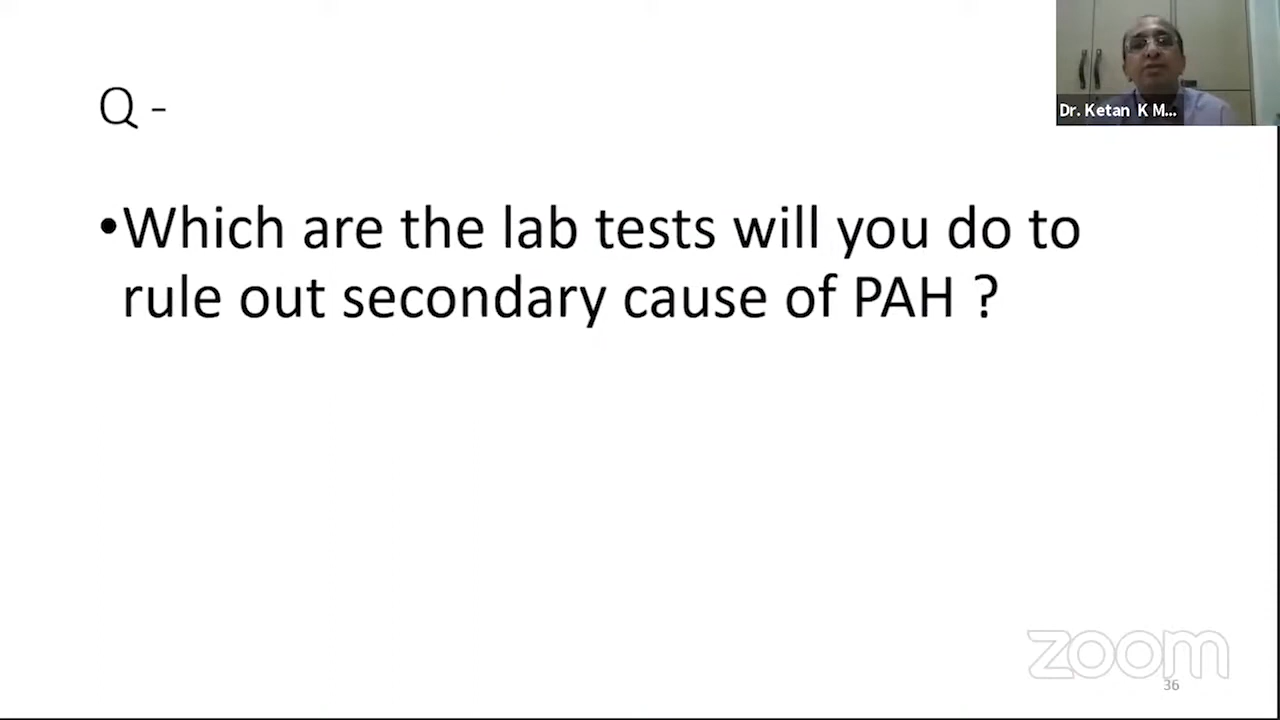 Dr. Ketan K M...
Q -
•Which are the lab tests will you do to
rule out secondary cause of PAH ?
zoom
36